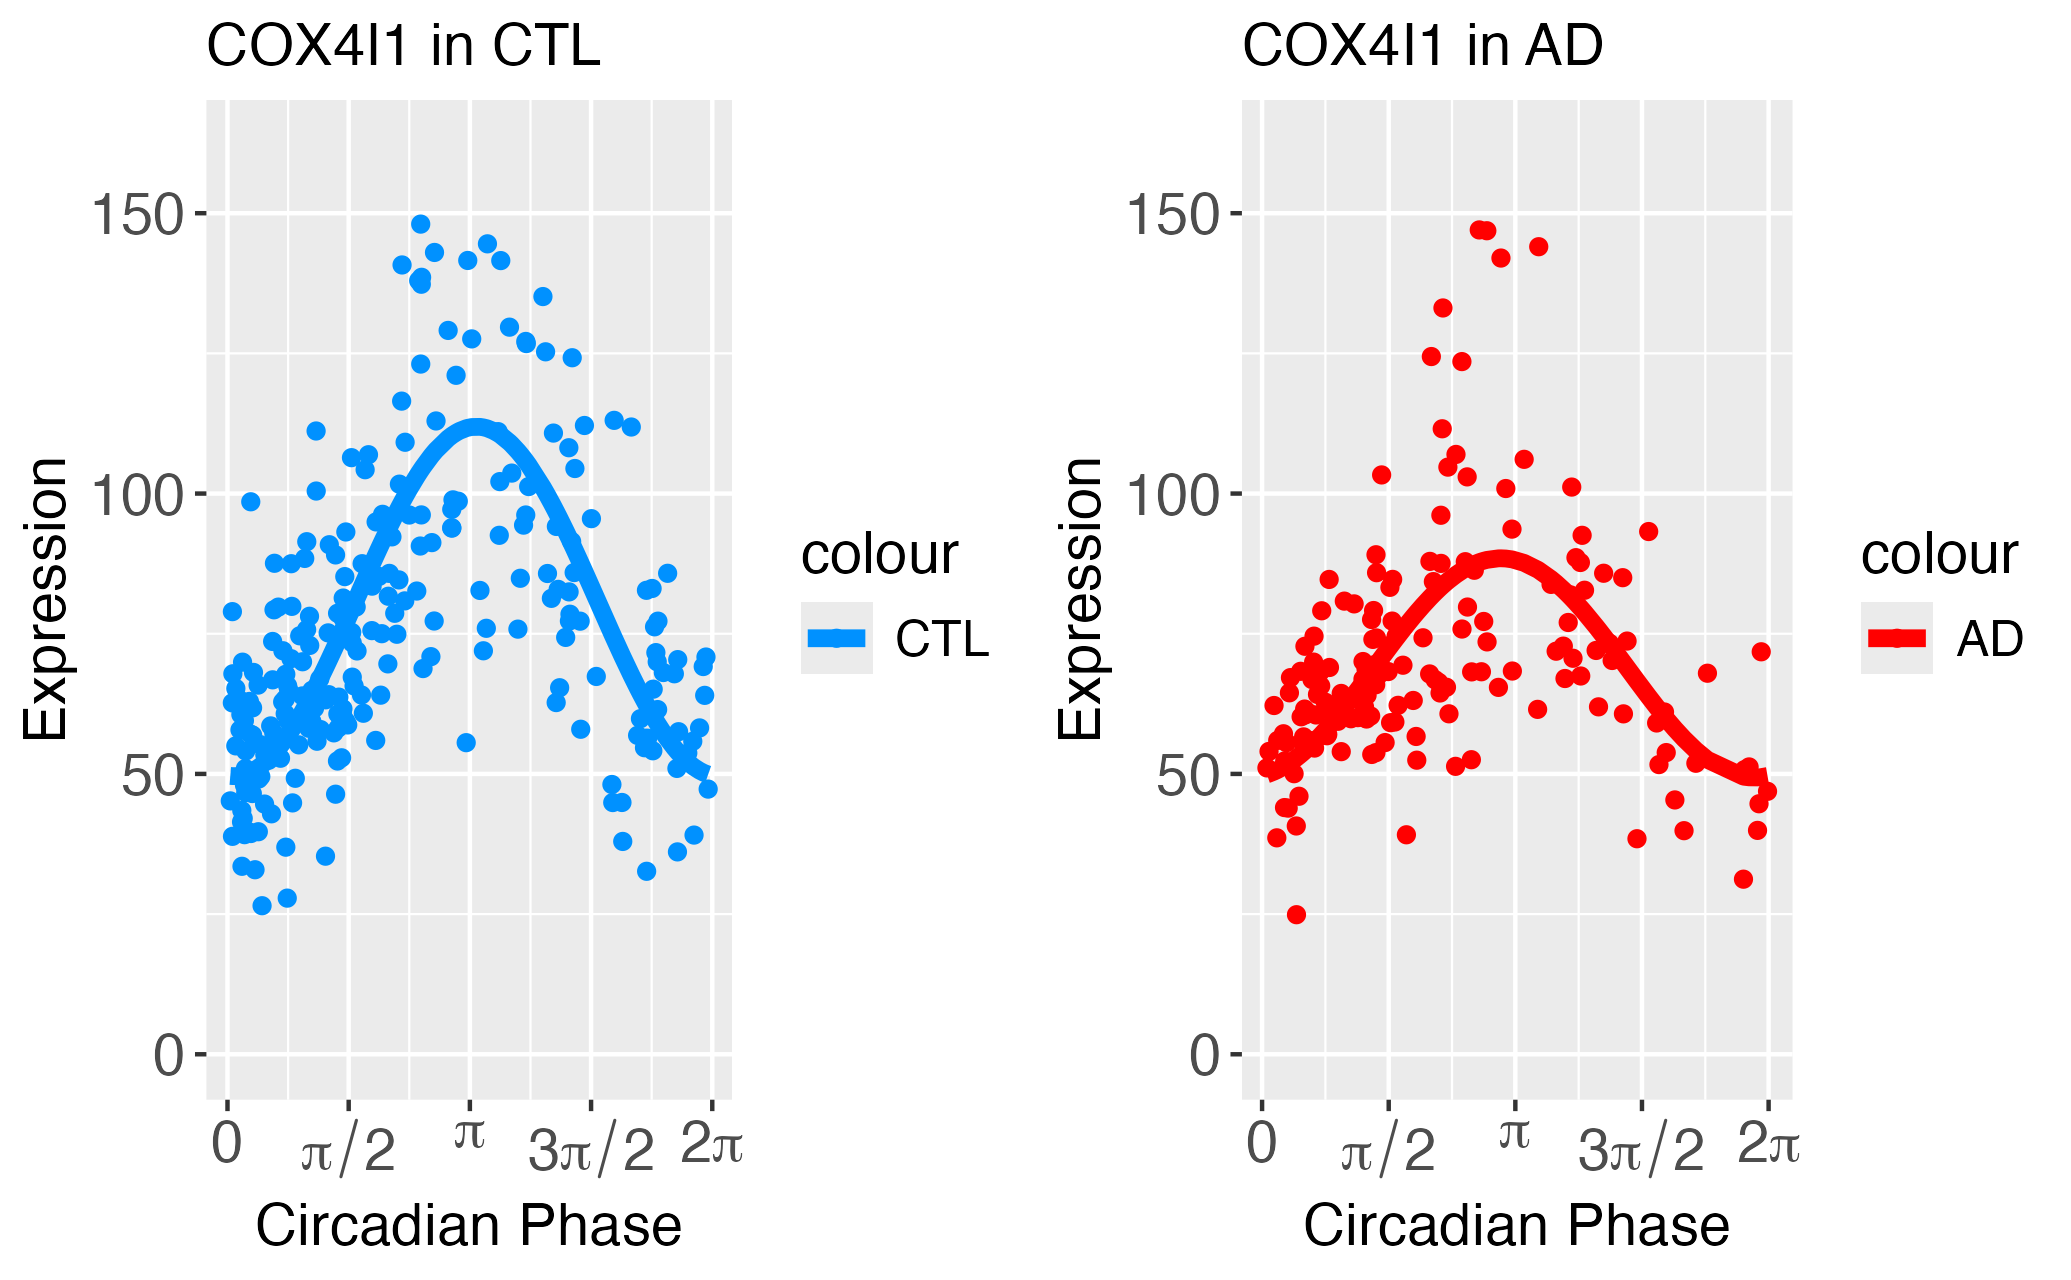 COX4I1 in CTL
Expression
150
100
50
0
0 π/2 π 3π/2 2π
Circadian Phase
colour
CTL
COX4I1 in AD
Expression
150
100
50
0
0 π/2 π 3π/2 2π
Circadian Phase
colour
AD